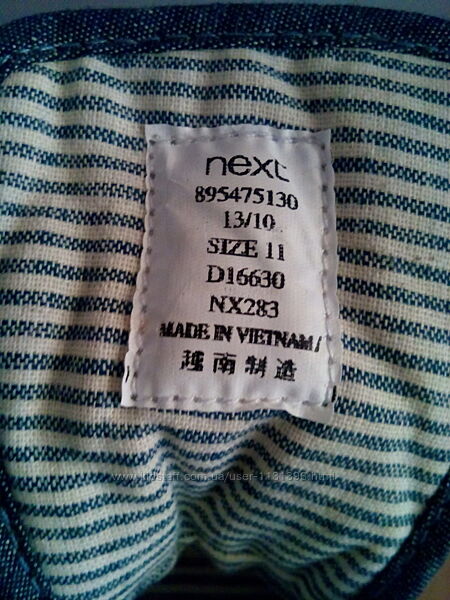 next
895475130
13/10
SIZE 11
D16630
NX283
MADE IN VIETNAM/
越南制造